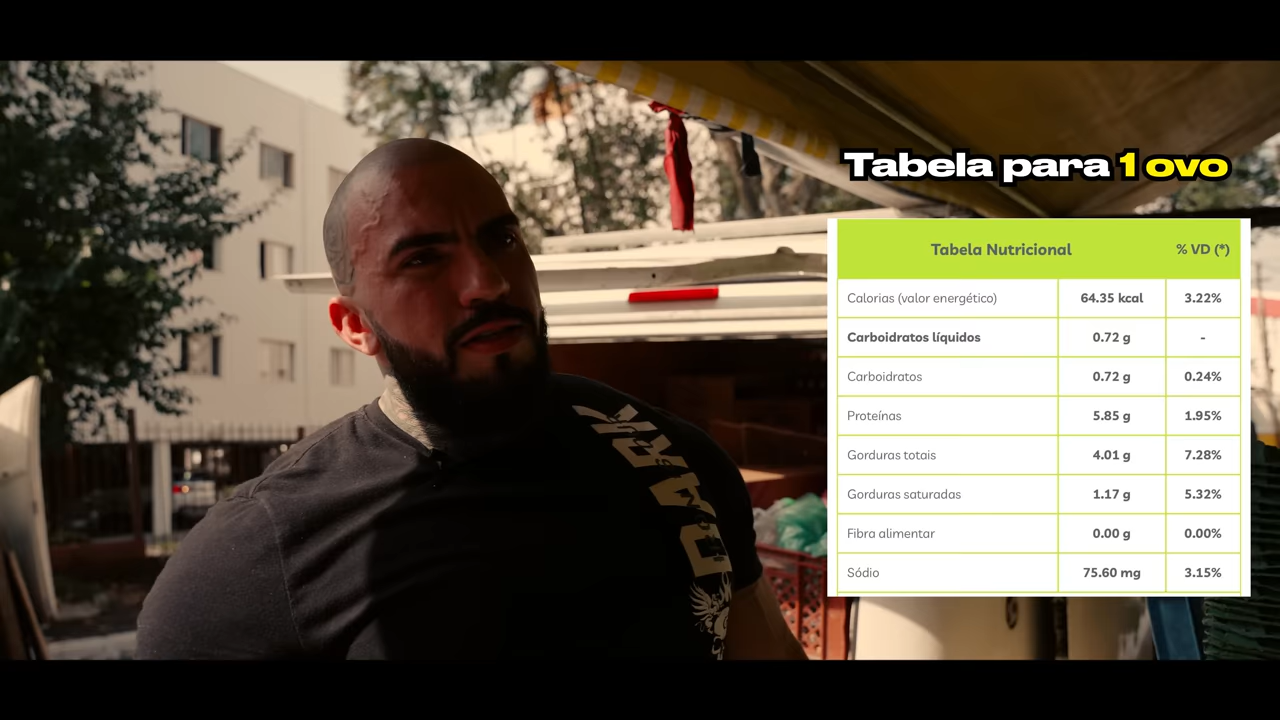 DARK
Tabela para 1 ovo
Tabela Nutricional % VD (*)
Calorias (valor energético) 64.35 kcal 3.22%
Carboidratos líquidos 0.72 g -
Carboidratos 0.72 g 0.24%
Proteínas 5.85 g 1.95%
Gorduras totais 4.01 g 7.28%
Gorduras saturadas 1.17 g 5.32%
Fibra alimentar 0.00 g 0.00%
Sódio 75.60 mg 3.15%